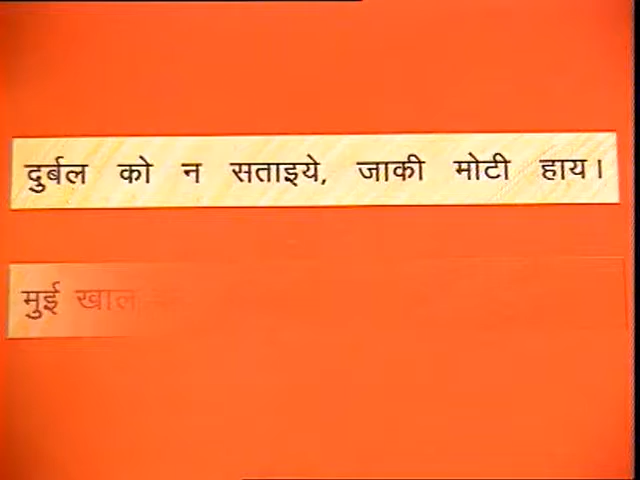 दुर्बल को न सताइये, जाकी मोटी हाय।
मुई खाल